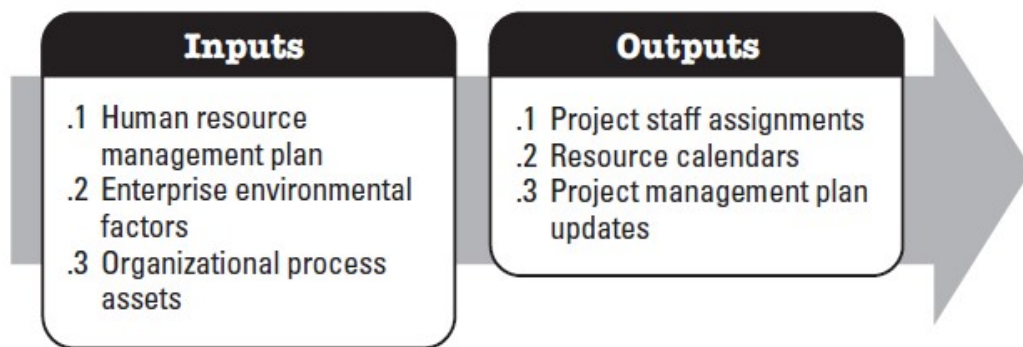 Inputs
.1 Human resource
management plan
.2 Enterprise environmental
factors
.3 Organizational process
assets
Outputs
.1 Project staff assignments
.2 Resource calendars
.3 Project management plan
updates